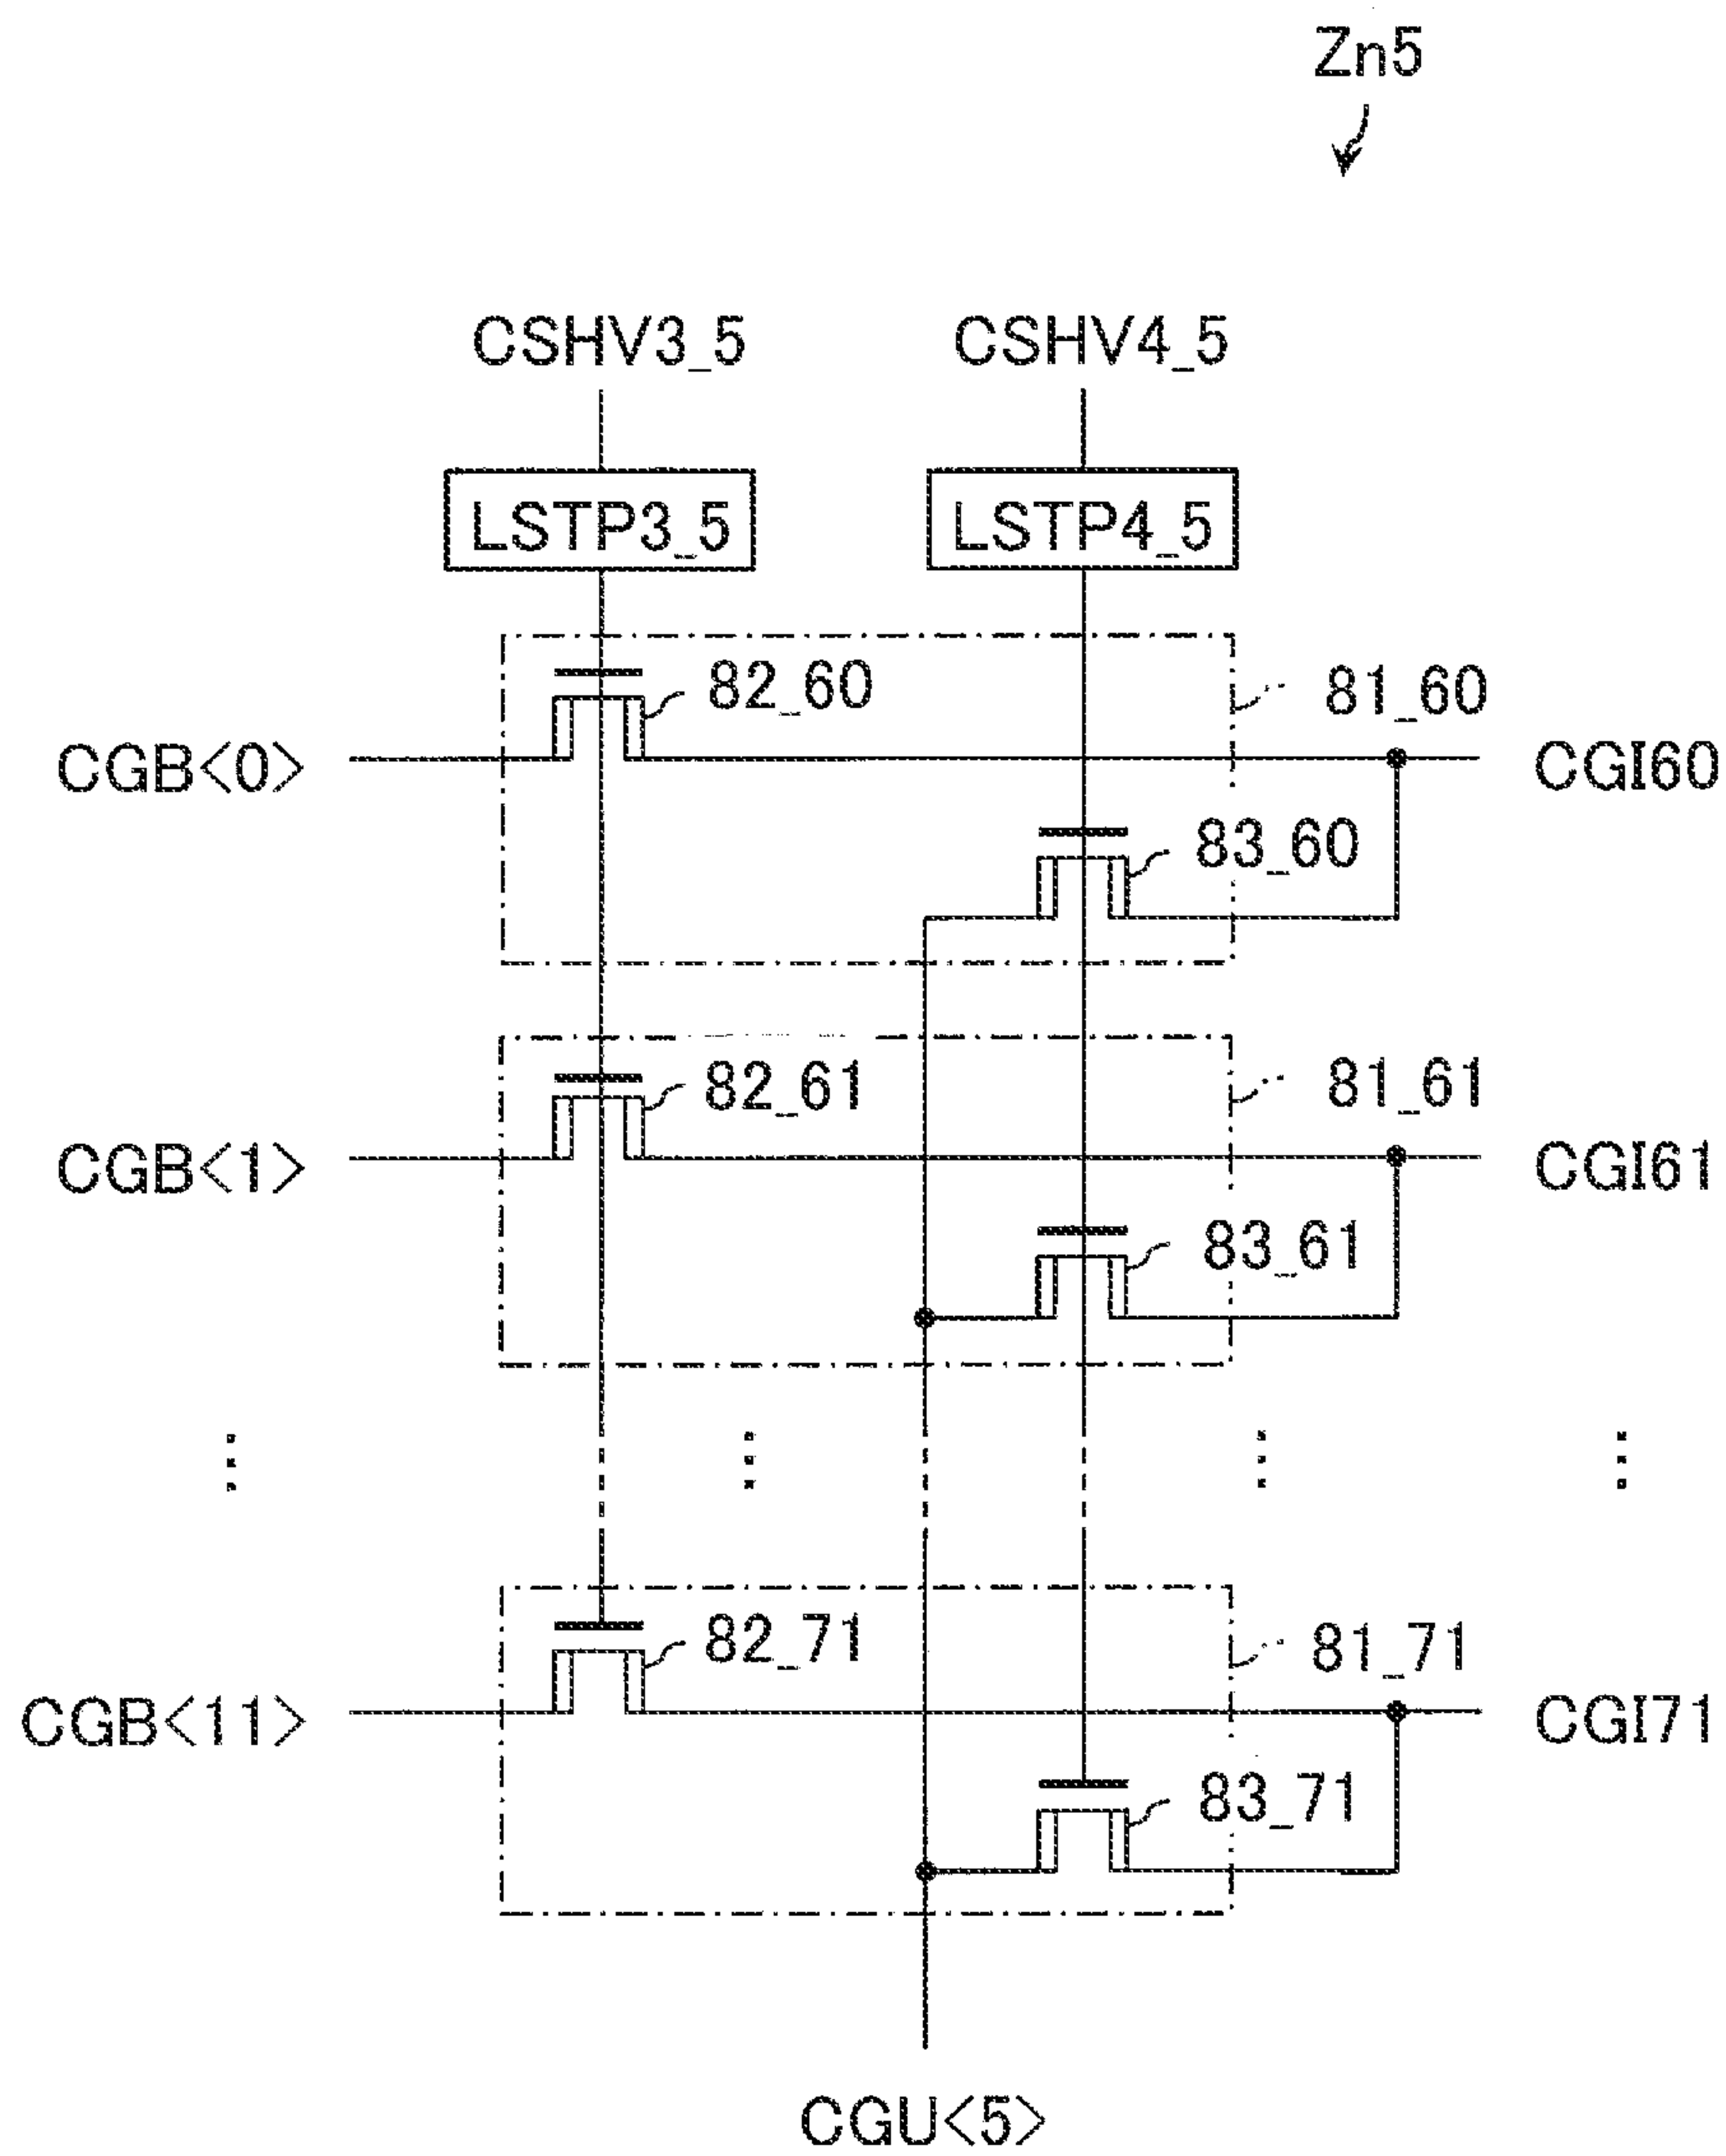 Zn5
CSHV3_5 CSHV4_5
LSTP3_5 LSTP4_5
82_60 81_60
CGB<0> CGI60
83_60
82_61 81_61
CGB<1> CGI61
83_61
82_71 81_71
CGB<11> CGI71
83_71
CGU<5>